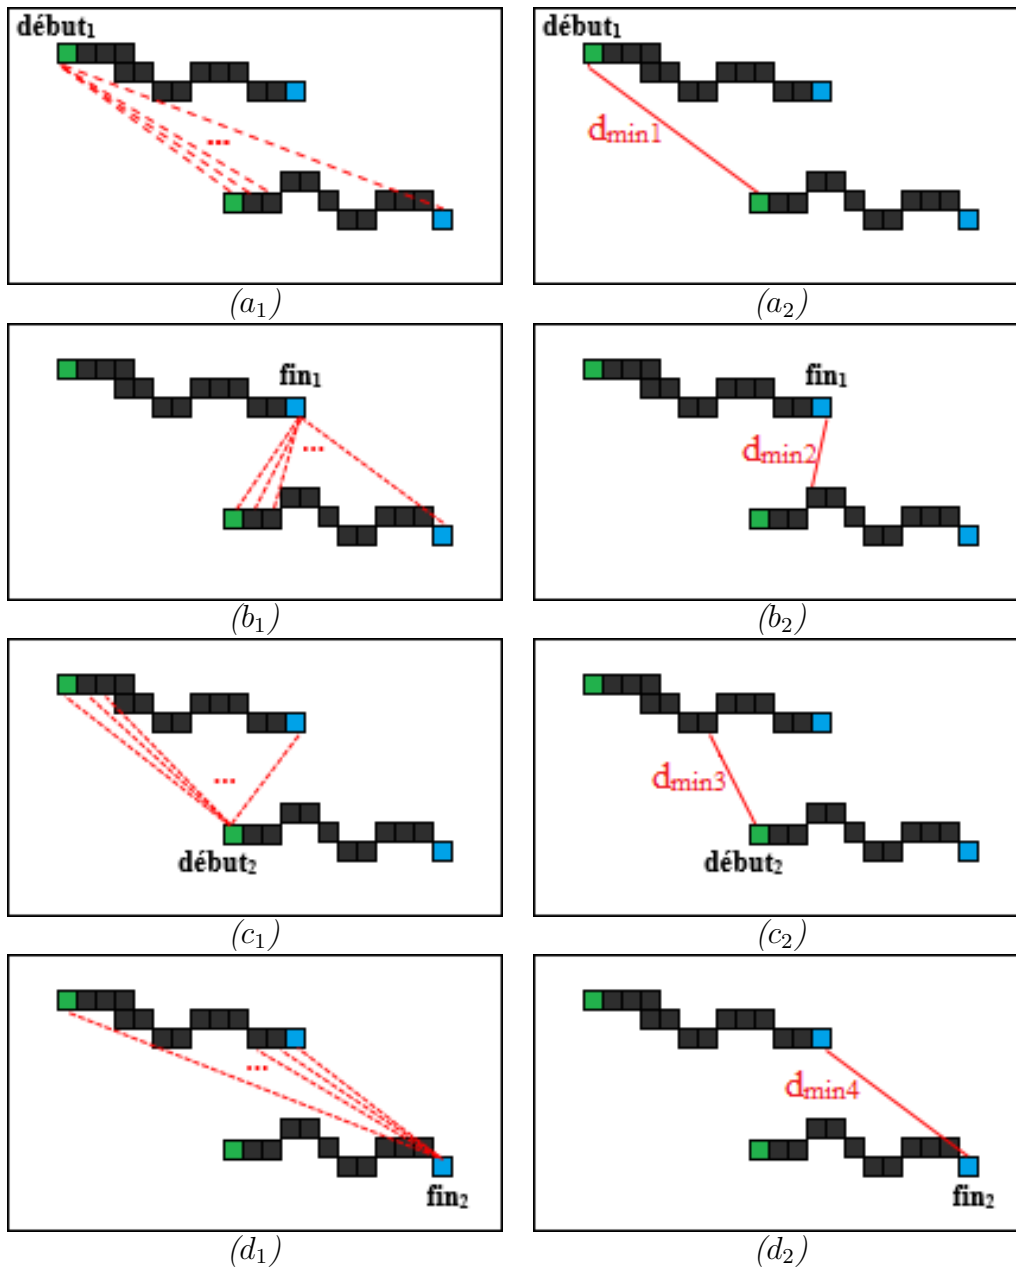 début₁ début₁
dmin1
...
(a₁) (a₂)
fin₁ fin₁
... dmin2
(b₁) (b₂)
... dmin3
début₂ début₂
(c₁) (c₂)
... dmin4
fin₂ fin₂
(d₁) (d₂)